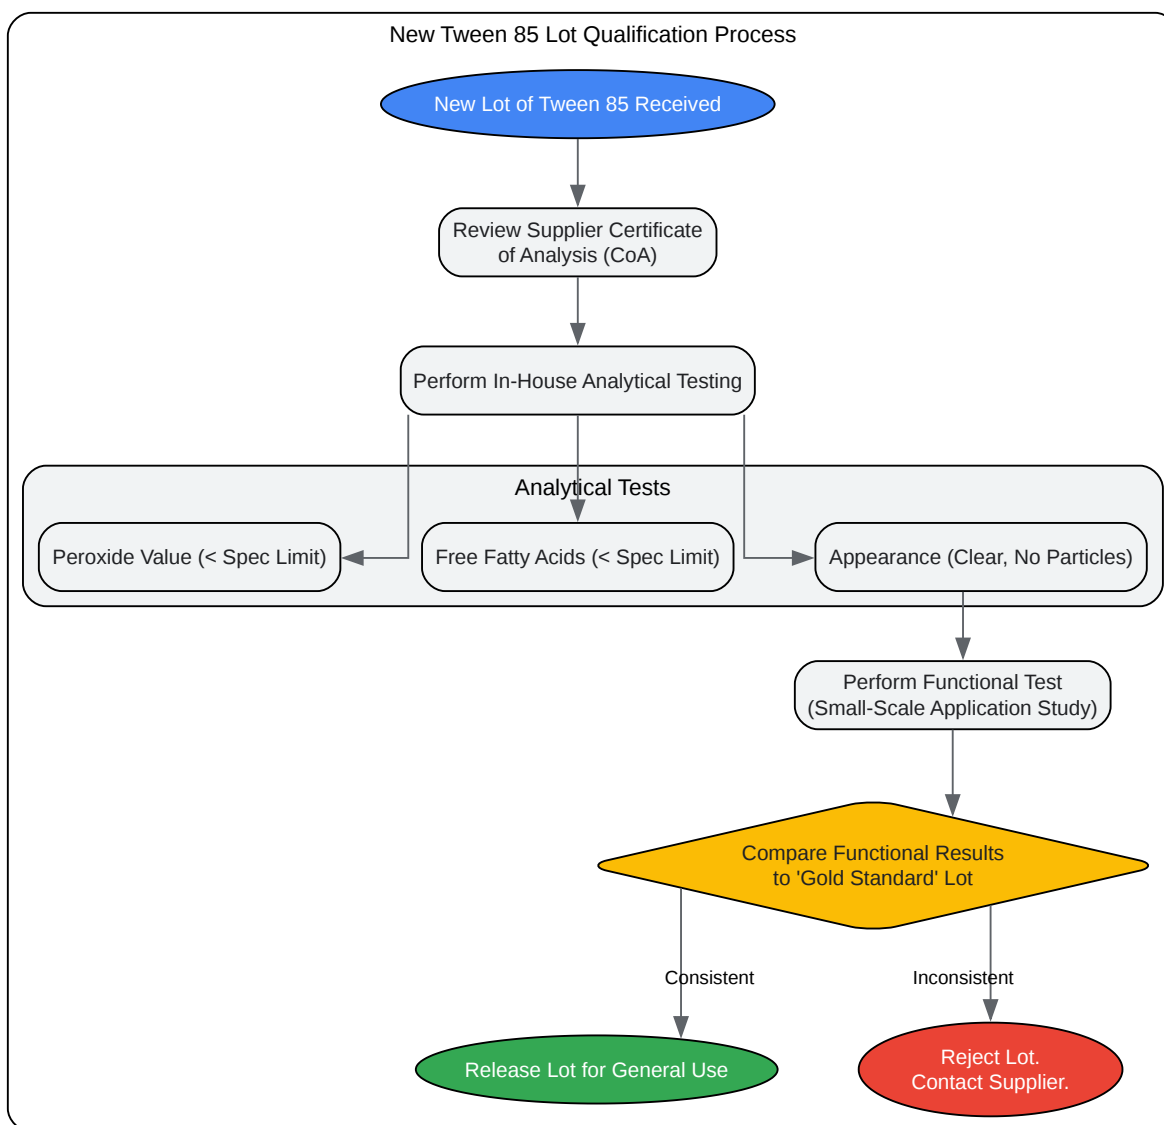 New Tween 85 Lot Qualification Process
New Lot of Tween 85 Received
Review Supplier Certificate
of Analysis (CoA)
Perform In-House Analytical Testing
Analytical Tests
Peroxide Value (< Spec Limit)
Free Fatty Acids (< Spec Limit)
Appearance (Clear, No Particles)
Perform Functional Test
(Small-Scale Application Study)
Compare Functional Results
to 'Gold Standard' Lot
Consistent
Inconsistent
Release Lot for General Use
Reject Lot.
Contact Supplier.